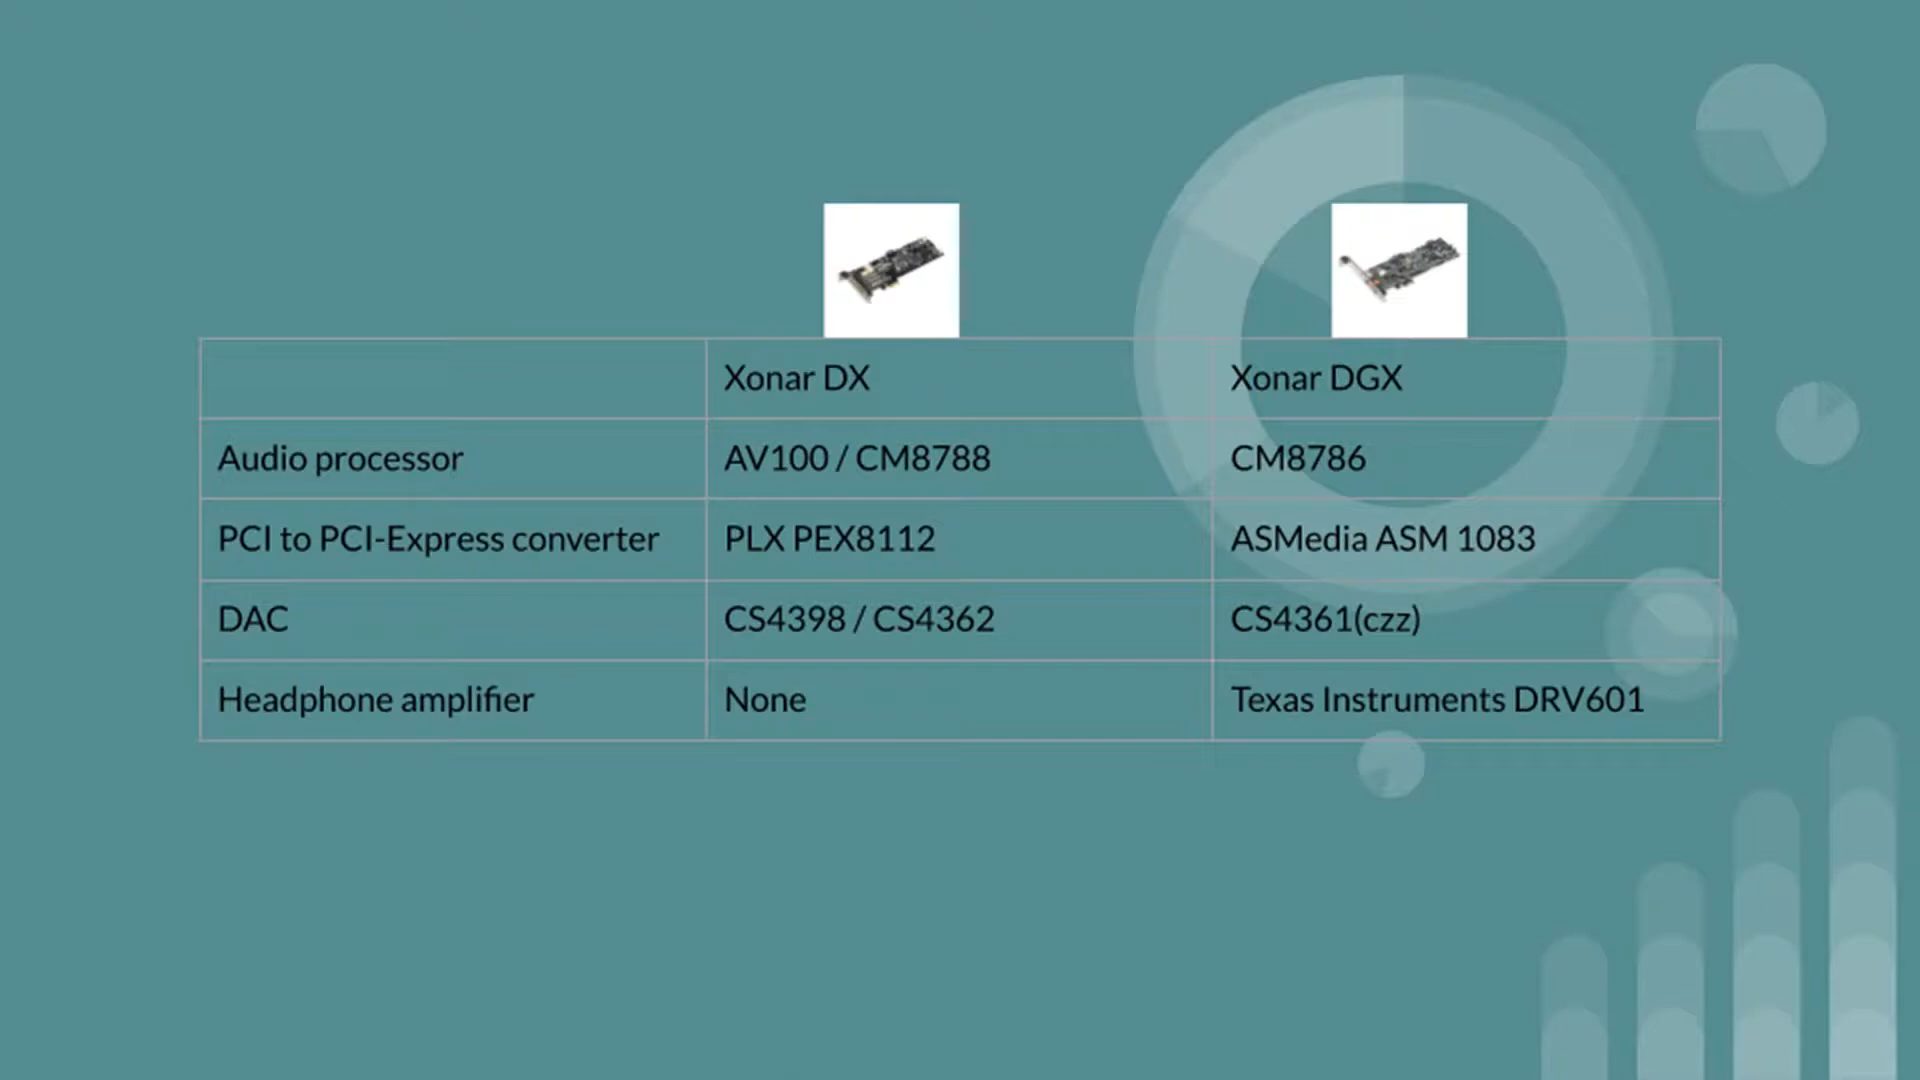 Xonar DX
Xonar DGX
Audio processor
AV100 / CM8788
CM8786
PCI to PCI-Express converter
PLX PEX8112
ASMedia ASM 1083
DAC
CS4398 / CS4362
CS4361(czz)
Headphone amplifier
None
Texas Instruments DRV601